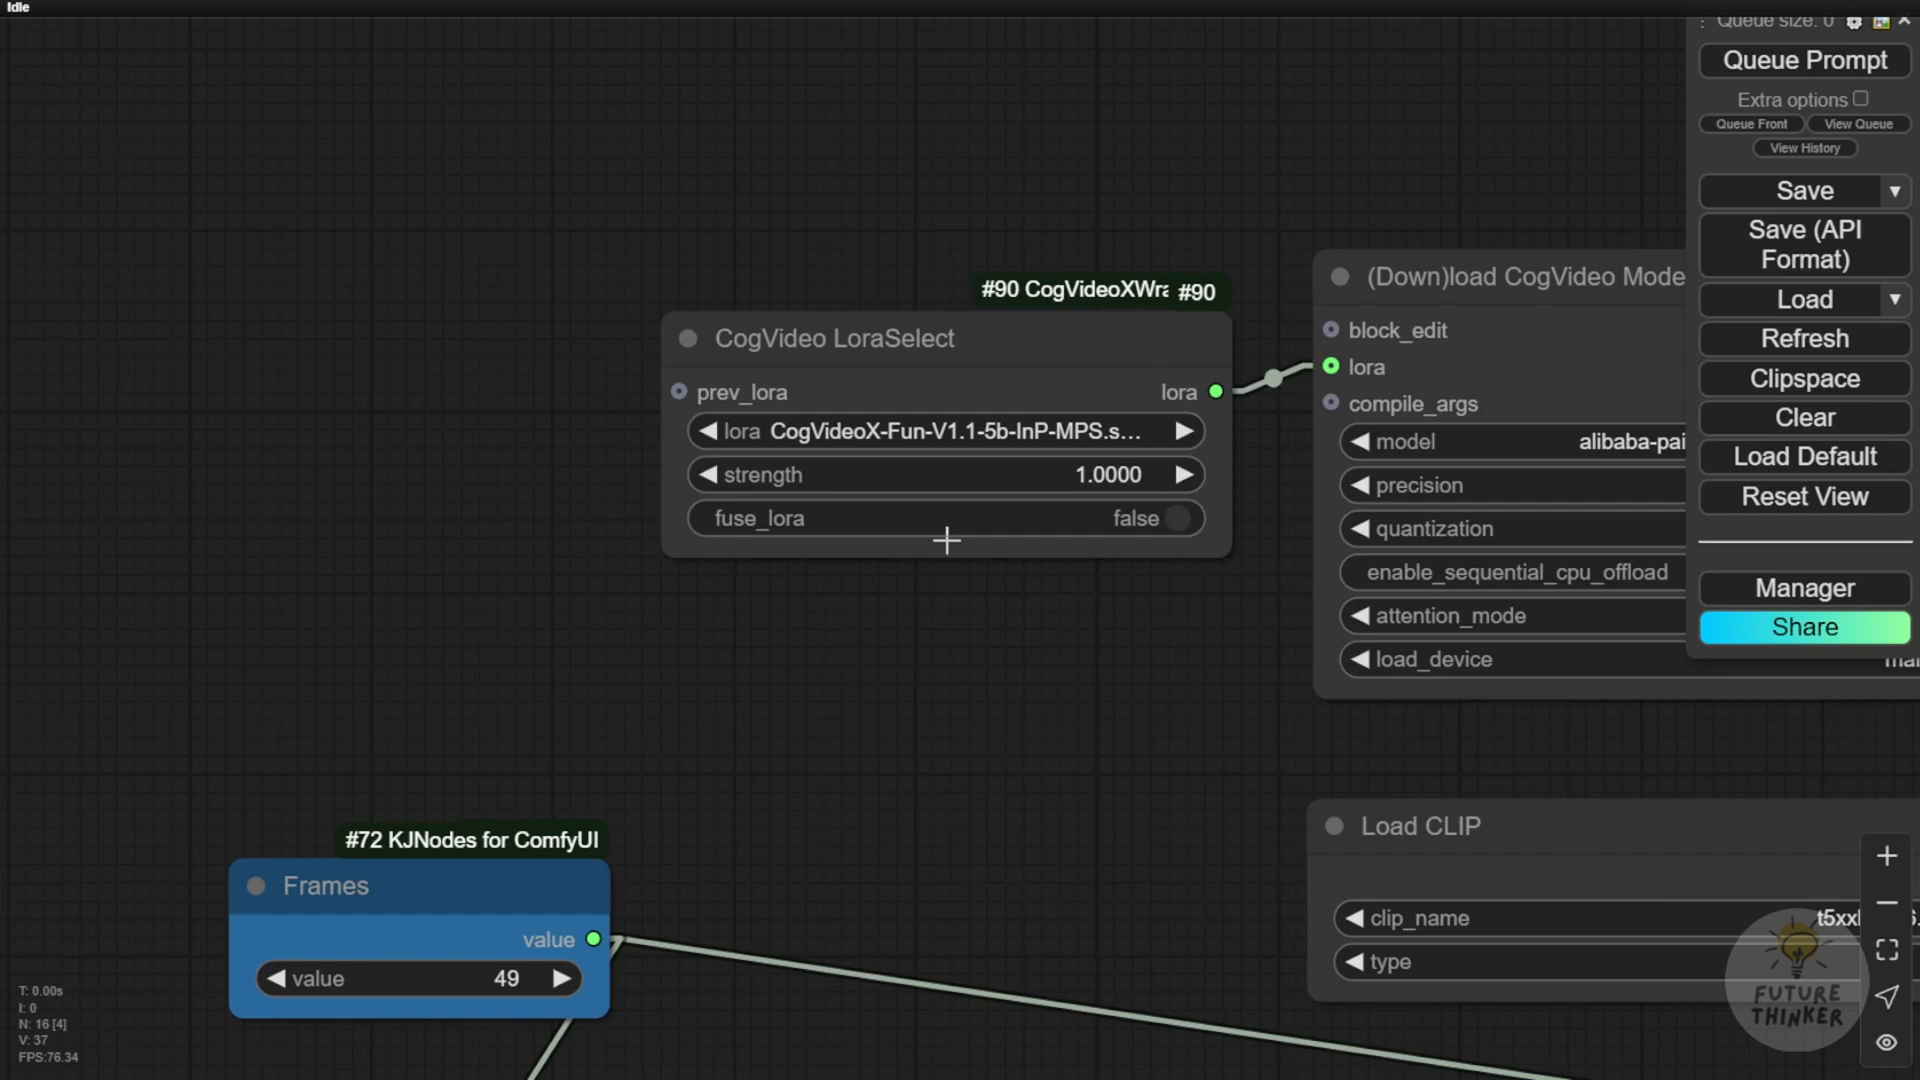 Idle
Queue size: 0
Queue Prompt
Extra options
Queue Front
View Queue
View History
Save
Save (API
Format)
Load
Refresh
Clipspace
Clear
Load Default
Reset View
Manager
Share
#90 CogVideoXWra
#90
CogVideo LoraSelect
prev_lora
lora
lora CogVideoX-Fun-V1.1-5b-InP-MPS.s...
strength 1.0000
fuse_lora false
(Down)load CogVideo Mode
block_edit
lora
compile_args
model alibaba-pai
precision
quantization
enable_sequential_cpu_offload
attention_mode
load_device
#72 KJNodes for ComfyUI
Frames
value
value 49
Load CLIP
clip_name t5xxl
type
FUTURE
THINKER
T: 0.00s
I: 0
N: 16 [4]
V: 37
FPS:76.34